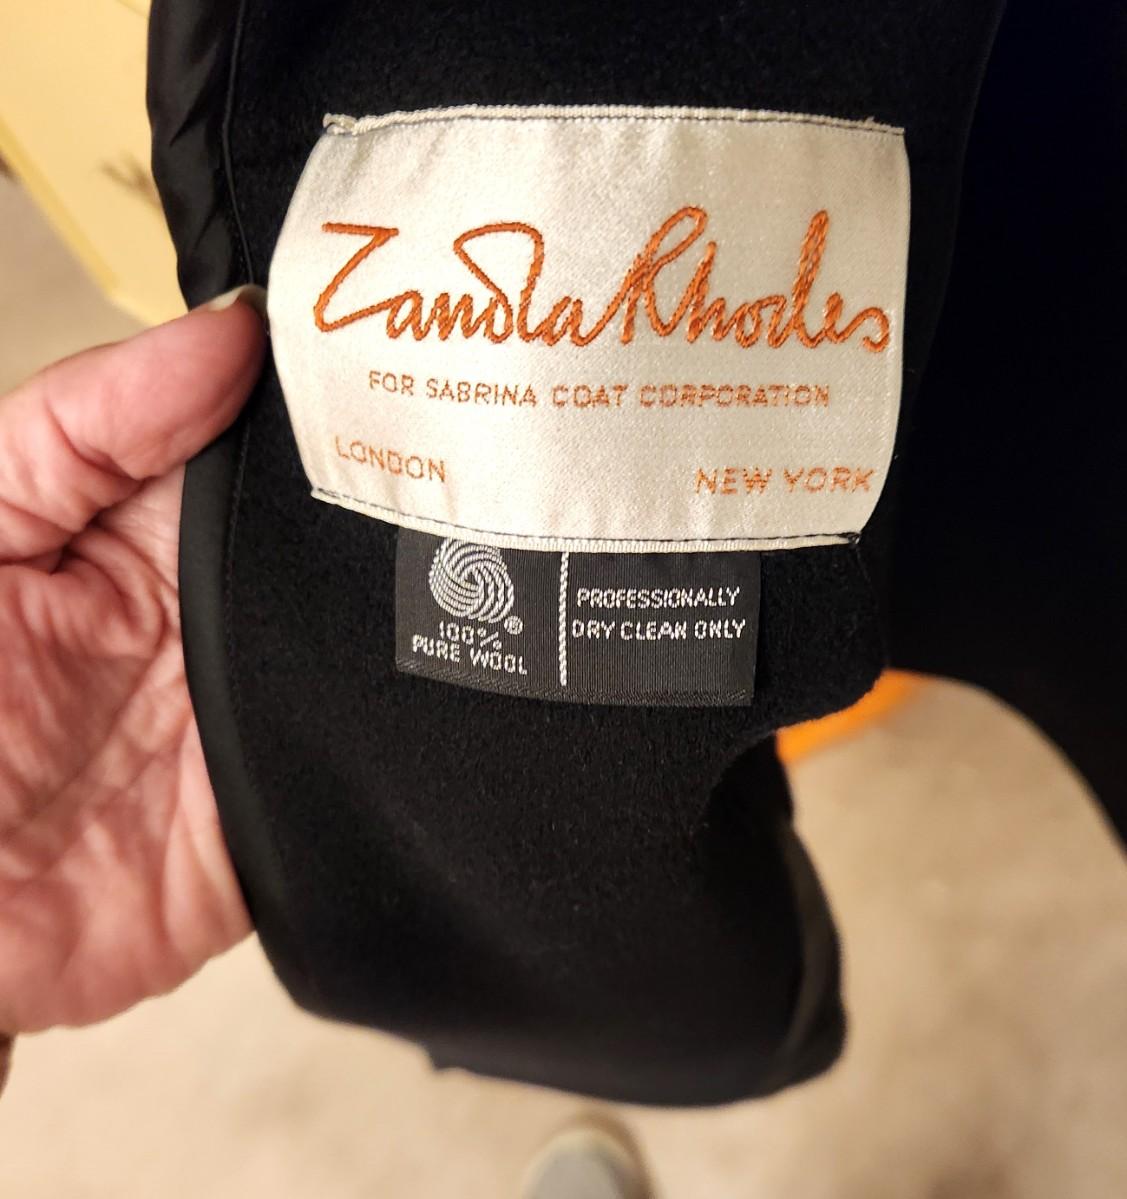 Zandra Rhodes
FOR SABRINA COAT CORPORATION
LONDON
NEW YORK
®
100%
PURE WOOL
PROFESSIONALLY
DRY CLEAN ONLY